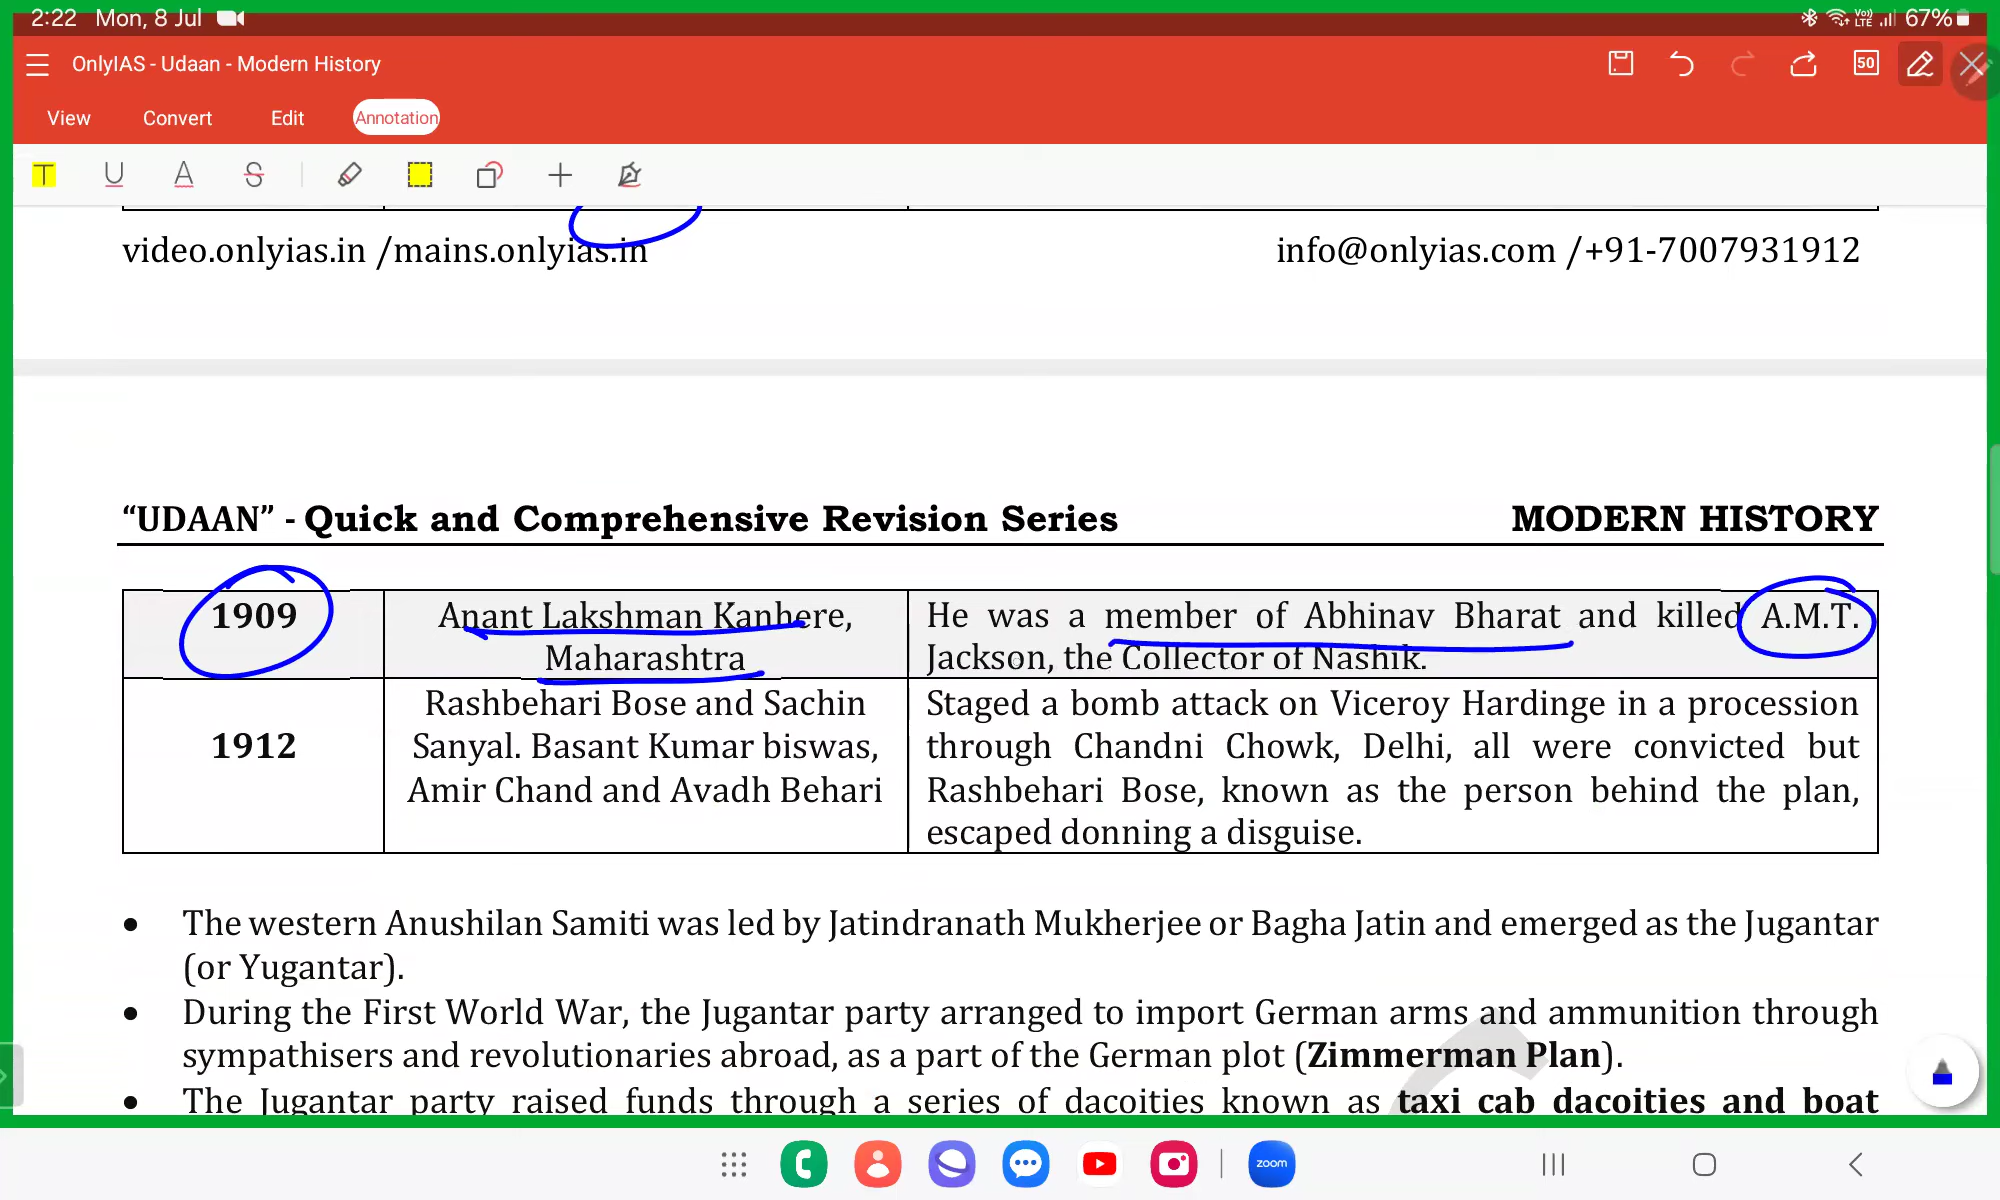 2:22 Mon, 8 Jul 67%
OnlyIAS - Udaan - Modern History 50
View Convert Edit Annotation
T U A S
video.onlyias.in /mains.onlyias.in info@onlyias.com /+91-7007931912
“UDAAN” - Quick and Comprehensive Revision Series MODERN HISTORY
1909
Anant Lakshman Kanhere,
Maharashtra
He was a member of Abhinav Bharat and killed A.M.T.
Jackson, the Collector of Nashik.
1912
Rashbehari Bose and Sachin
Sanyal. Basant Kumar biswas,
Amir Chand and Avadh Behari
Staged a bomb attack on Viceroy Hardinge in a procession
through Chandni Chowk, Delhi, all were convicted but
Rashbehari Bose, known as the person behind the plan,
escaped donning a disguise.
• The western Anushilan Samiti was led by Jatindranath Mukherjee or Bagha Jatin and emerged as the Jugantar
(or Yugantar).
• During the First World War, the Jugantar party arranged to import German arms and ammunition through
sympathisers and revolutionaries abroad, as a part of the German plot (Zimmerman Plan).
• The Jugantar party raised funds through a series of dacoities known as taxi cab dacoities and boat
zoom